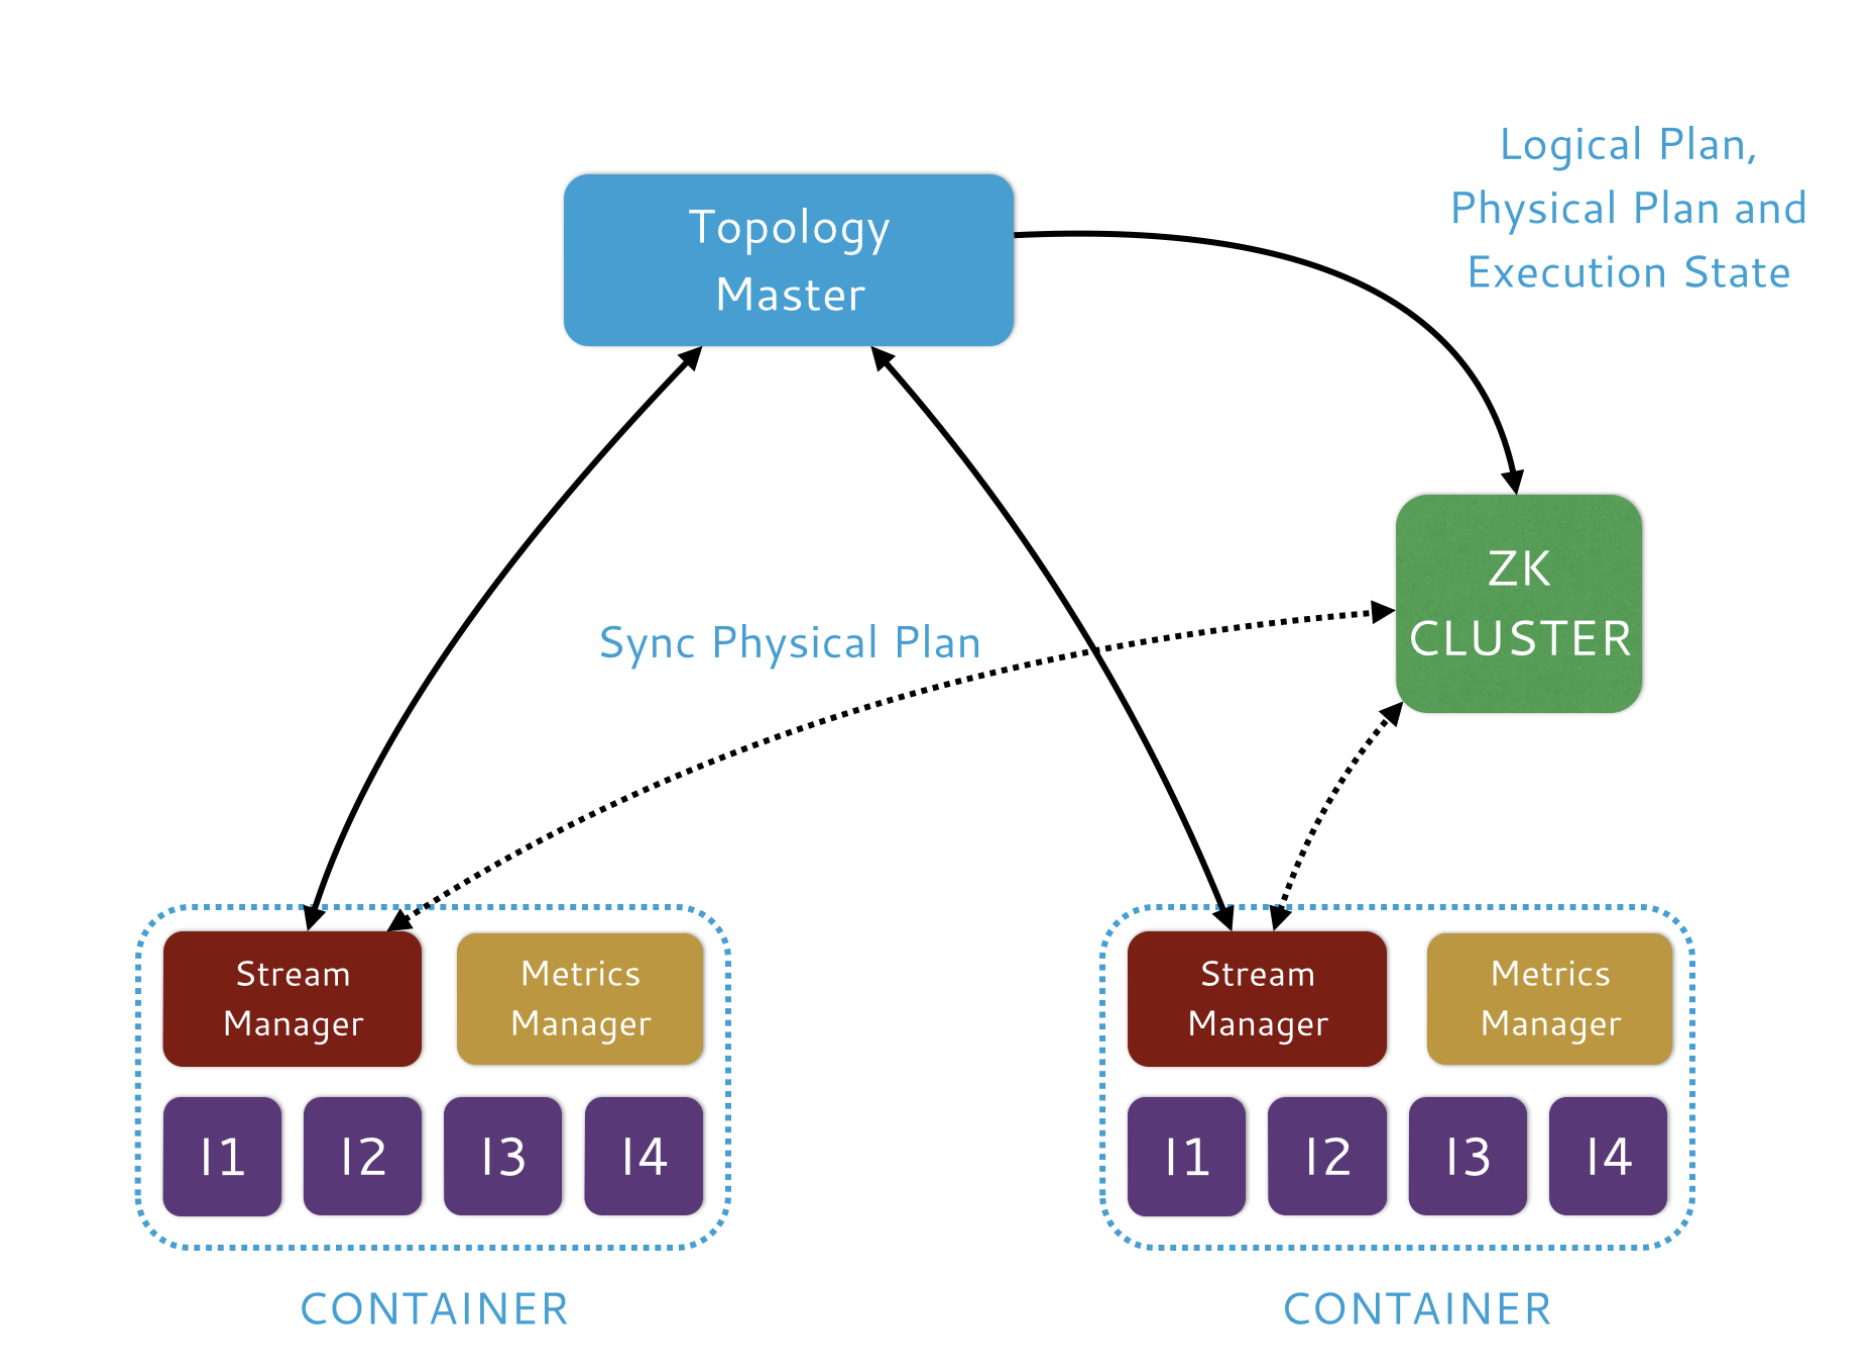 Logical Plan,
Physical Plan and
Execution State
Topology
Master
ZK
CLUSTER
Sync Physical Plan
Stream
Manager
Metrics
Manager
I1 I2 I3 I4
CONTAINER
Stream
Manager
Metrics
Manager
I1 I2 I3 I4
CONTAINER